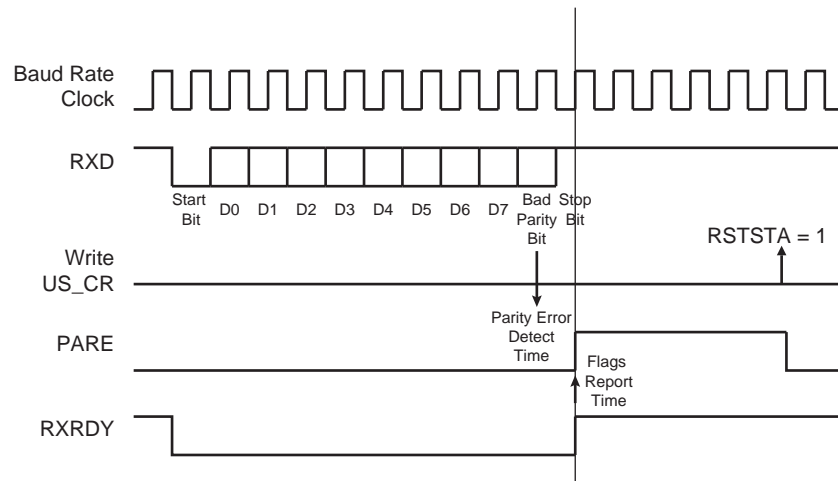 Baud Rate
Clock
RXD
Start
Bit
D0 D1 D2 D3 D4 D5 D6 D7
Bad
Parity
Bit
Stop
Bit
RSTSTA = 1
Write
US_CR
Parity Error
Detect
Time
PARE
Flags
Report
Time
RXRDY